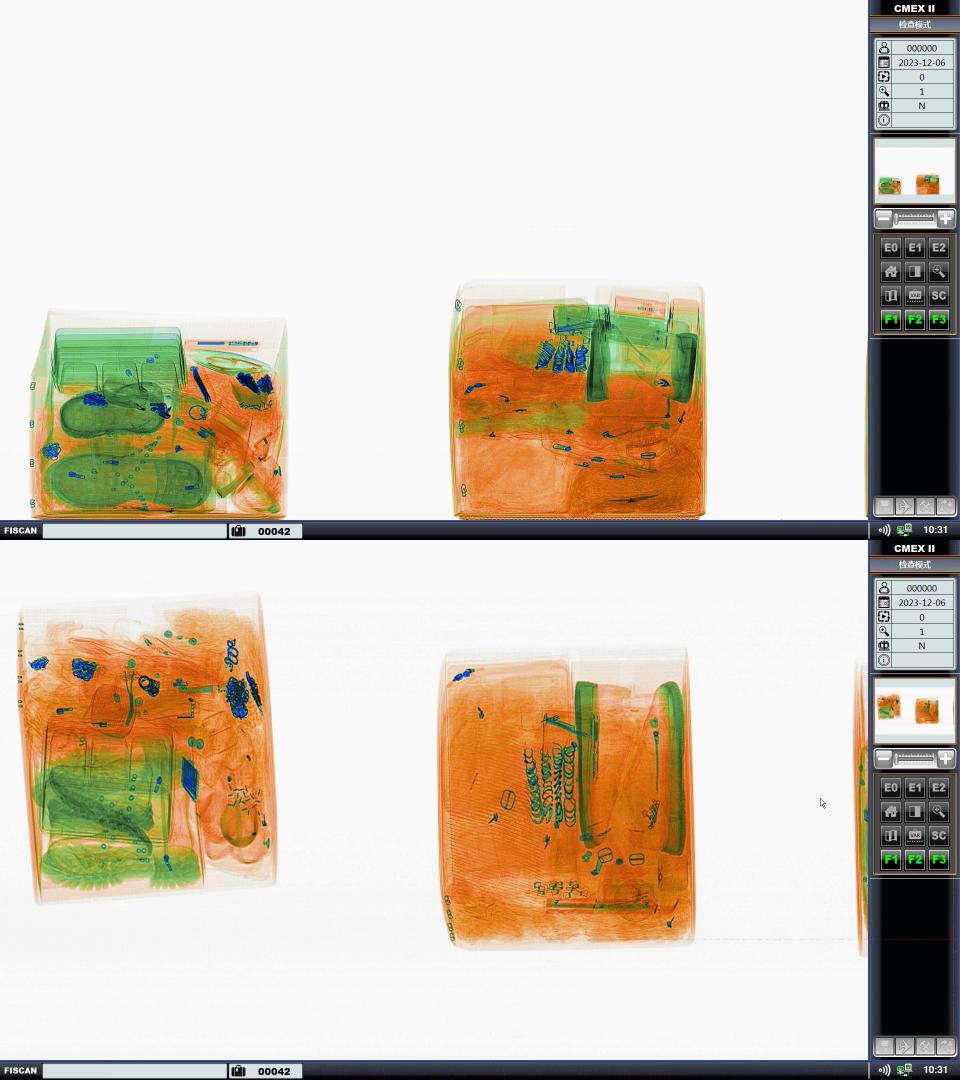 CMEX II
检查模式
000000
2023-12-06
0
1
N
E0 E1 E2
VAR SC
F1 F2 F3
FISCAN 00042 10:31
CMEX II
检查模式
000000
2023-12-06
0
1
N
E0 E1 E2
VAR SC
F1 F2 F3
FISCAN 00042 10:31